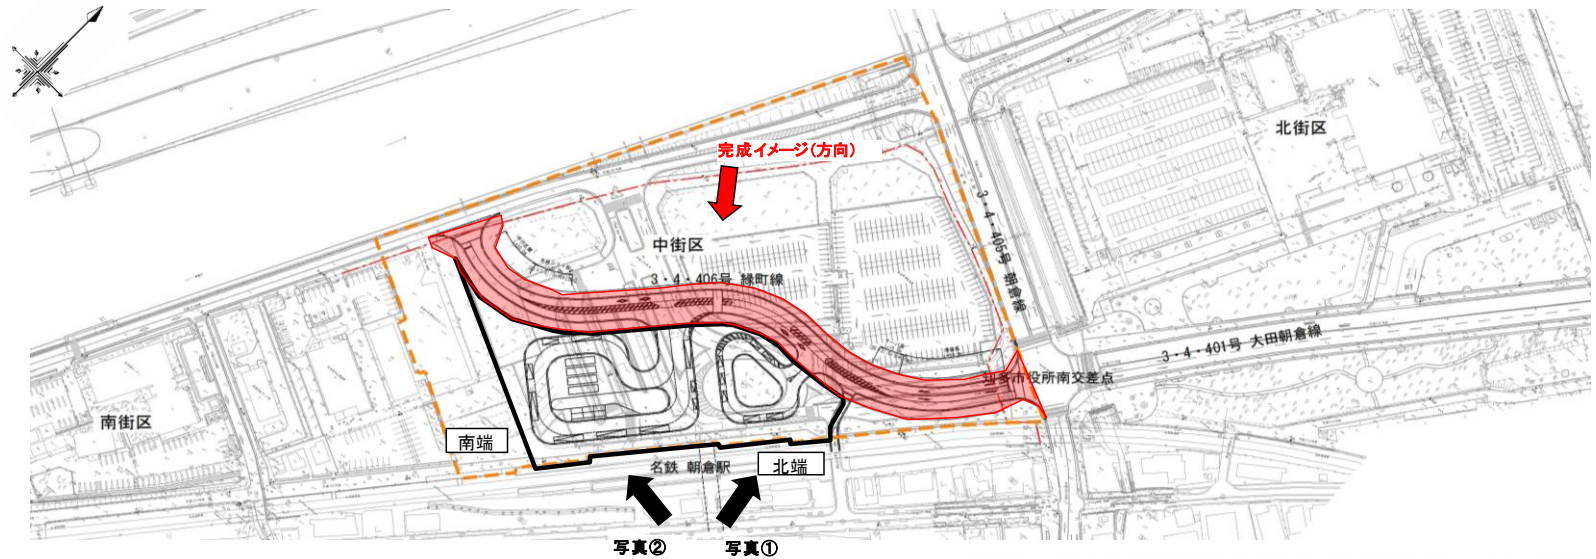 北街区
完成イメージ(方向)
3・4・405号 朝倉線
中街区
3・4・406号 緑町線
3・4・401号 大田朝倉線
知多市役所南交差点
南街区
南端
名鉄 朝倉駅
北端
写真②
写真①